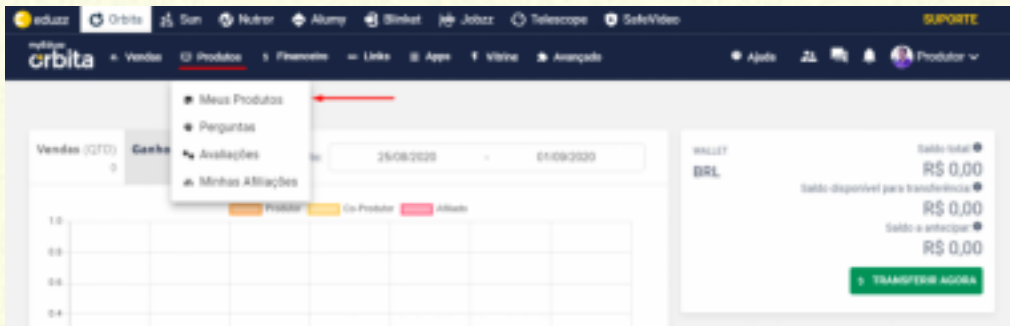 eduzz Orbita Sun Nutror Alumy Blinket Jobzz Telescope SafeVideo SUPORTE
myEduzz
orbita Vendas Produtos $ Financeiro Links Apps Vitrine Avançado Ajuda Produtor
Meus Produtos
Perguntas
Avaliações
Minhas Afiliações
Vendas (QTD)
0
Ganho
25/08/2020 - 01/09/2020
Produtor Co-Produtor Afiliado
1.0
0.8
0.6
0.4
WALLET
BRL
Saldo total:
R$ 0,00
Saldo disponível para transferência:
R$ 0,00
Saldo a antecipar:
R$ 0,00
$ TRANSFERIR AGORA